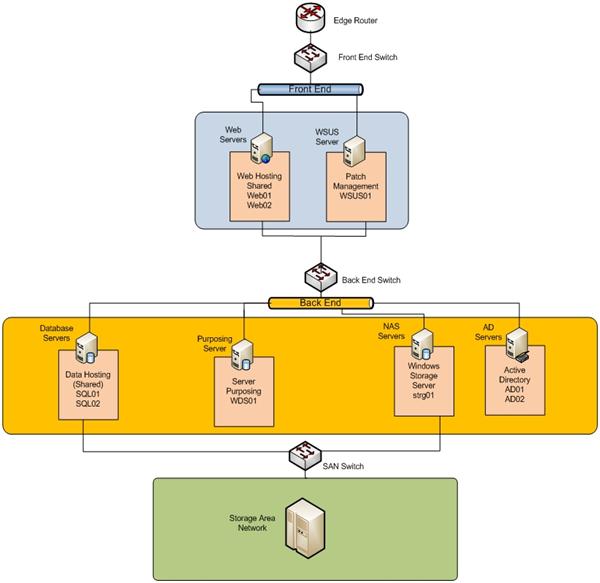 Edge Router
Front End Switch
Front End
Web
Servers
WSUS
Server
Web Hosting
Shared
Web01
Web02
Patch
Management
WSUS01
Back End Switch
Back End
Database
Servers
Purposing
Server
NAS
Servers
AD
Servers
Data Hosting
(Shared)
SQL01
SQL02
Server
Purposing
WDS01
Windows
Storage
Server
strg01
Active
Directory
AD01
AD02
SAN Switch
Storage Area
Network